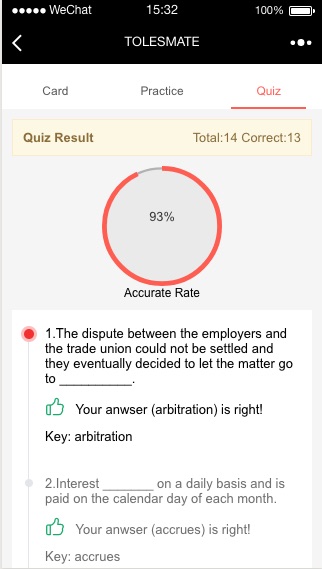 ●●●●● WeChat 15:32 100%
TOLESMATE
Card Practice Quiz
Quiz Result Total:14 Correct:13
93%
Accurate Rate
1.The dispute between the employers and
the trade union could not be settled and
they eventually decided to let the matter go
to __________.
Your anwser (arbitration) is right!
Key: arbitration
2.Interest _______ on a daily basis and is
paid on the calendar day of each month.
Your anwser (accrues) is right!
Key: accrues